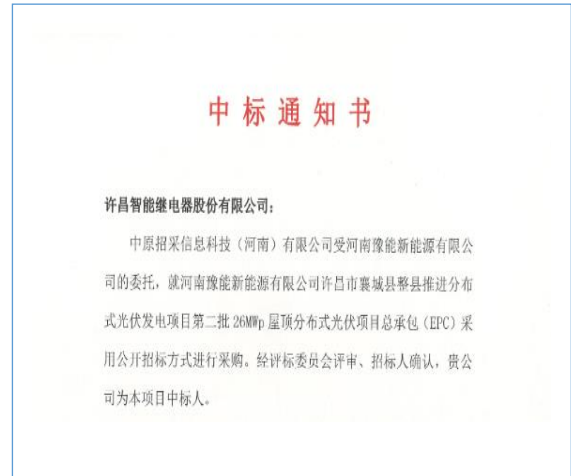 中标通知书
许昌智能继电器股份有限公司：
中原招采信息科技（河南）有限公司受河南豫能新能源有限公
司的委托，就河南豫能新能源有限公司许昌市襄城县整县推进分布
式光伏发电项目第二批 26MWp 屋顶分布式光伏项目总承包（EPC）采
用公开招标方式进行采购。经评标委员会评审、招标人确认，贵公
司为本项目中标人。